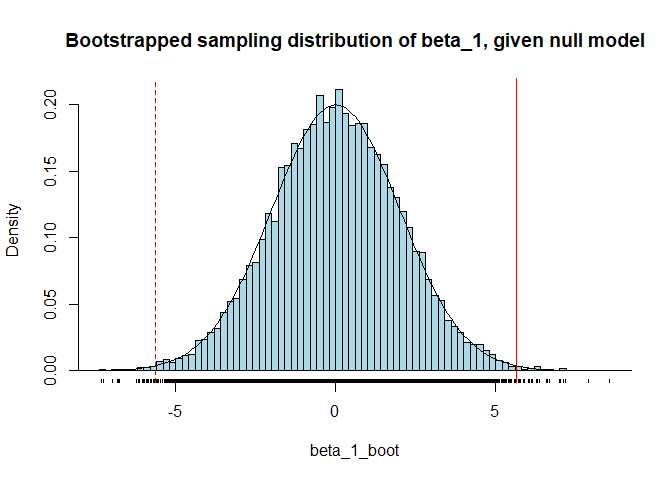 Bootstrapped sampling distribution of beta_1, given null model
Density
0.20
0.15
0.10
0.05
0.00
-5
0
5
beta_1_boot